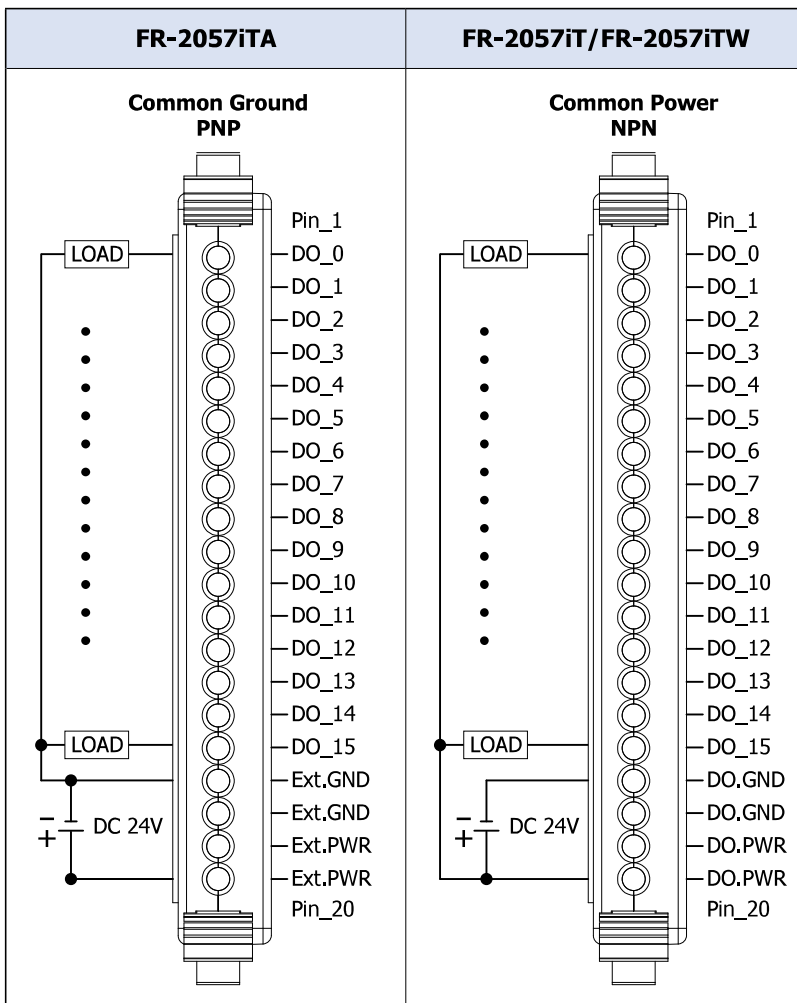 FR-2057iTA
Common Ground
PNP
Pin_1
LOAD
DO_0
DO_1
DO_2
DO_3
DO_4
DO_5
DO_6
DO_7
DO_8
DO_9
DO_10
DO_11
DO_12
DO_13
DO_14
LOAD
DO_15
Ext.GND
Ext.GND
− + DC 24V
Ext.PWR
Ext.PWR
Pin_20
FR-2057iT/FR-2057iTW
Common Power
NPN
Pin_1
LOAD
DO_0
DO_1
DO_2
DO_3
DO_4
DO_5
DO_6
DO_7
DO_8
DO_9
DO_10
DO_11
DO_12
DO_13
DO_14
LOAD
DO_15
DO.GND
DO.GND
− + DC 24V
DO.PWR
DO.PWR
Pin_20